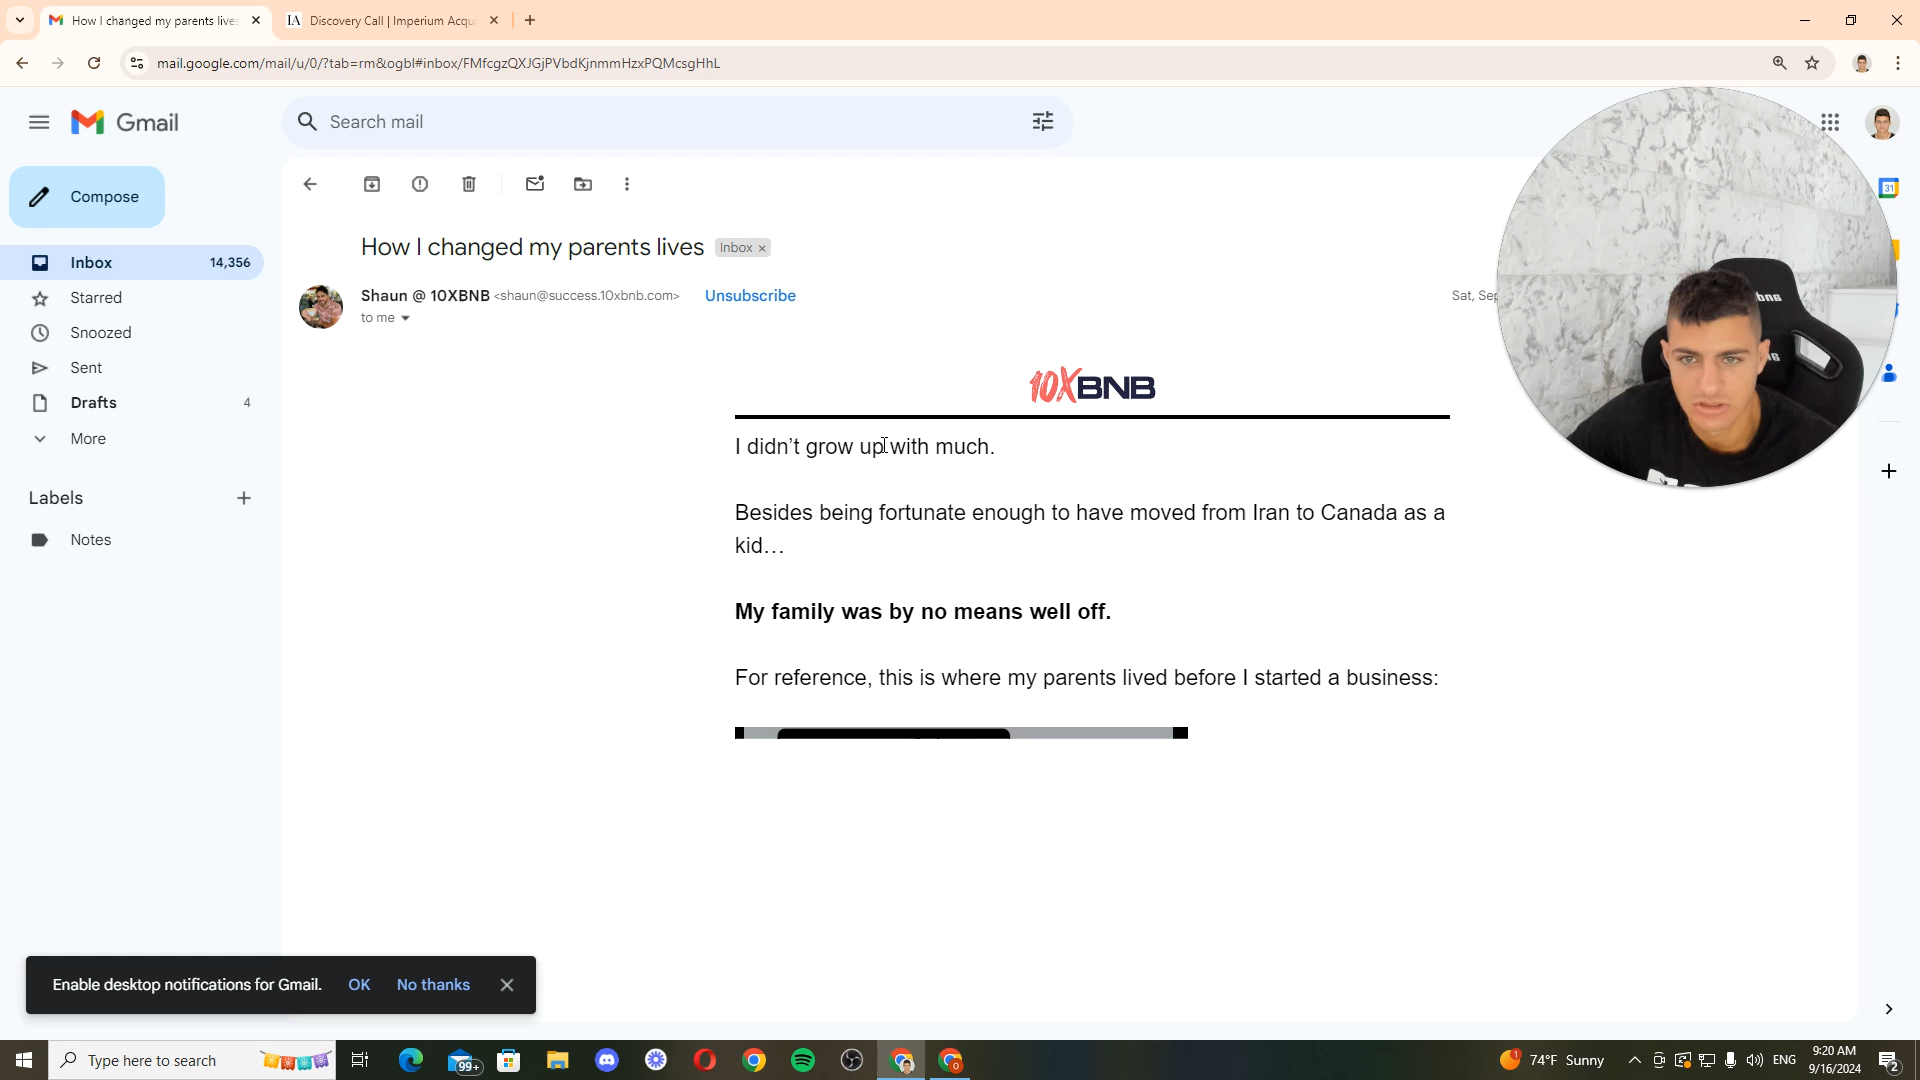 How I changed my parents lives
Discovery Call | Imperium Acqu
mail.google.com/mail/u/0/?tab=rm&ogbl#inbox/FMfcgzQXJGjPVbdKjnmmHzxPQMcsgHhL
Gmail
Search mail
Compose
Inbox 14,356
Starred
Snoozed
Sent
Drafts 4
More
Labels
Notes
How I changed my parents lives Inbox
Shaun @ 10XBNB <shaun@success.10xbnb.com> Unsubscribe
Sat, Sep
to me
10XBNB
I didn't grow up with much.
Besides being fortunate enough to have moved from Iran to Canada as a
kid…
My family was by no means well off.
For reference, this is where my parents lived before I started a business:
31
Enable desktop notifications for Gmail. OK No thanks
Type here to search
99+
74°F Sunny
ENG
9:20 AM
9/16/2024
2